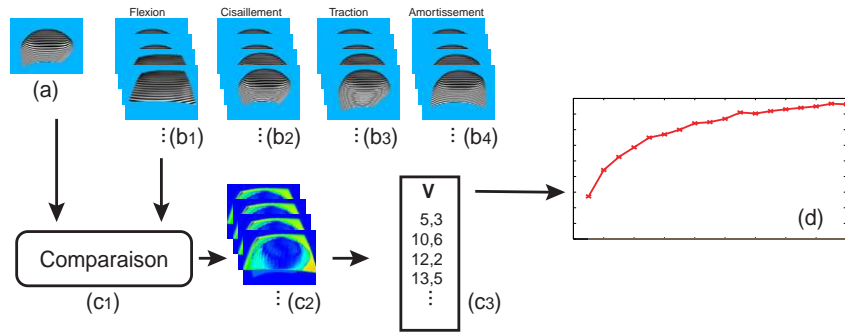 Flexion Cisaillement Traction Amortissement
(a)
⋮(b1) ⋮(b2) ⋮(b3) ⋮(b4)
Comparaison
(c1)
⋮(c2)
V
5,3
10,6
12,2
13,5
⋮
(c3)
(d)